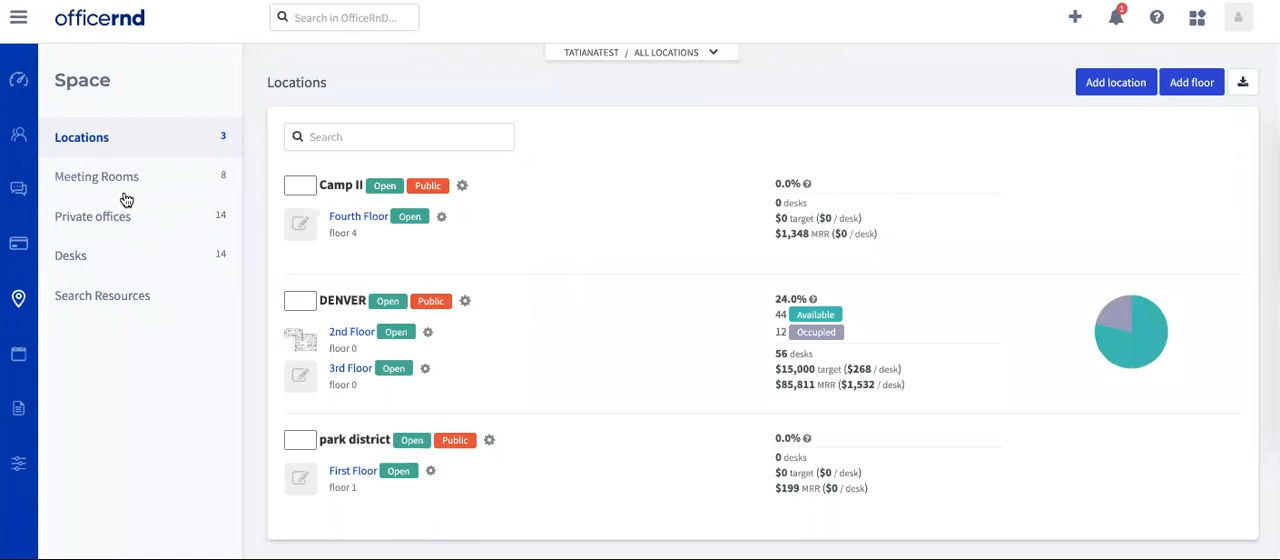 officernd
Search in OfficeRnD...
1
TATIANATEST / ALL LOCATIONS
Space
Locations 3
Meeting Rooms 8
Private offices 14
Desks 14
Search Resources
Locations
Add location
Add floor
Search
Camp II Open Public
Fourth Floor Open
floor 4
0.0%
0 desks
$0 target ($0 / desk)
$1,348 MRR ($0 / desk)
DENVER Open Public
2nd Floor Open
floor 0
3rd Floor Open
floor 0
24.0%
44 Available
12 Occupied
56 desks
$15,000 target ($268 / desk)
$85,811 MRR ($1,532 / desk)
park district Open Public
First Floor Open
floor 1
0.0%
0 desks
$0 target ($0 / desk)
$199 MRR ($0 / desk)